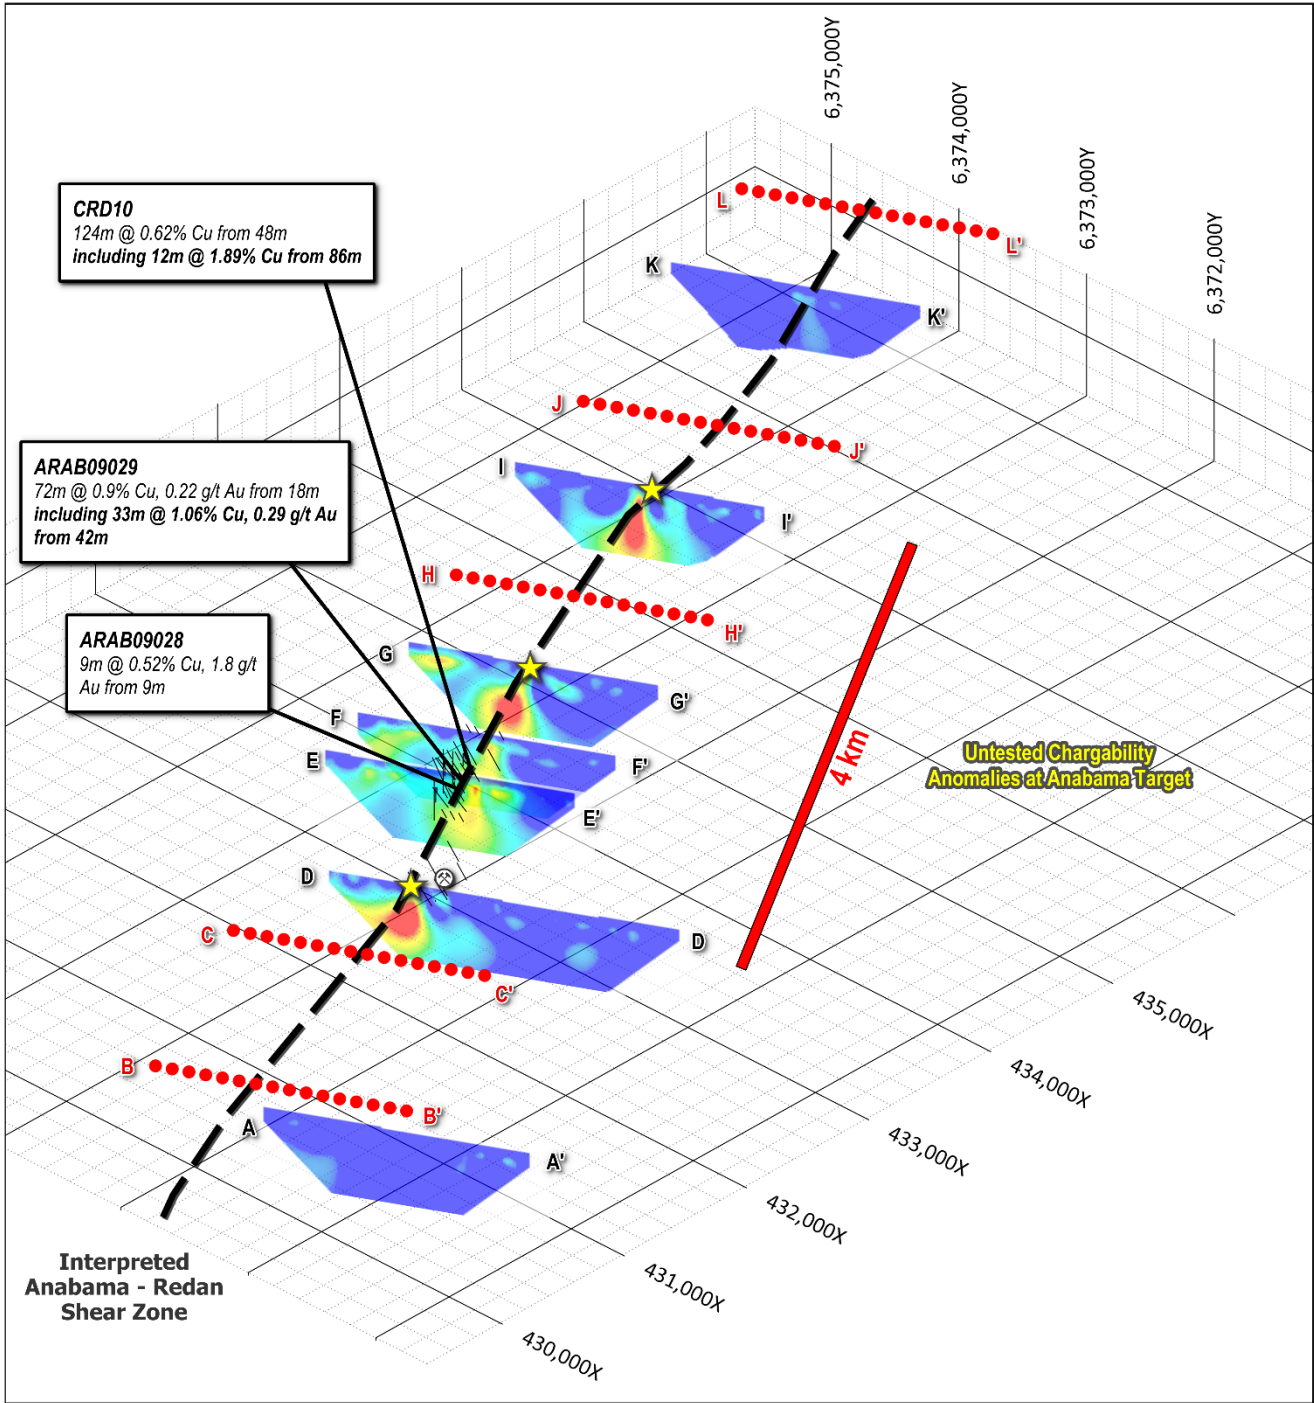 6,375,000Y
6,374,000Y
6,373,000Y
6,372,000Y
CRD10
124m @ 0.62% Cu from 48m
including 12m @ 1.89% Cu from 86m
L
L'
K
K'
J
J'
ARAB09029
72m @ 0.9% Cu, 0.22 g/t Au from 18m
including 33m @ 1.06% Cu, 0.29 g/t Au
from 42m
I
I'
H
H'
ARAB09028
9m @ 0.52% Cu, 1.8 g/t
Au from 9m
G
G'
F
F'
E
E'
4 km
Untested Chargability
Anomalies at Anabama Target
D
D
C
C'
B
B'
A
A'
435,000X
434,000X
433,000X
432,000X
431,000X
430,000X
Interpreted
Anabama - Redan
Shear Zone